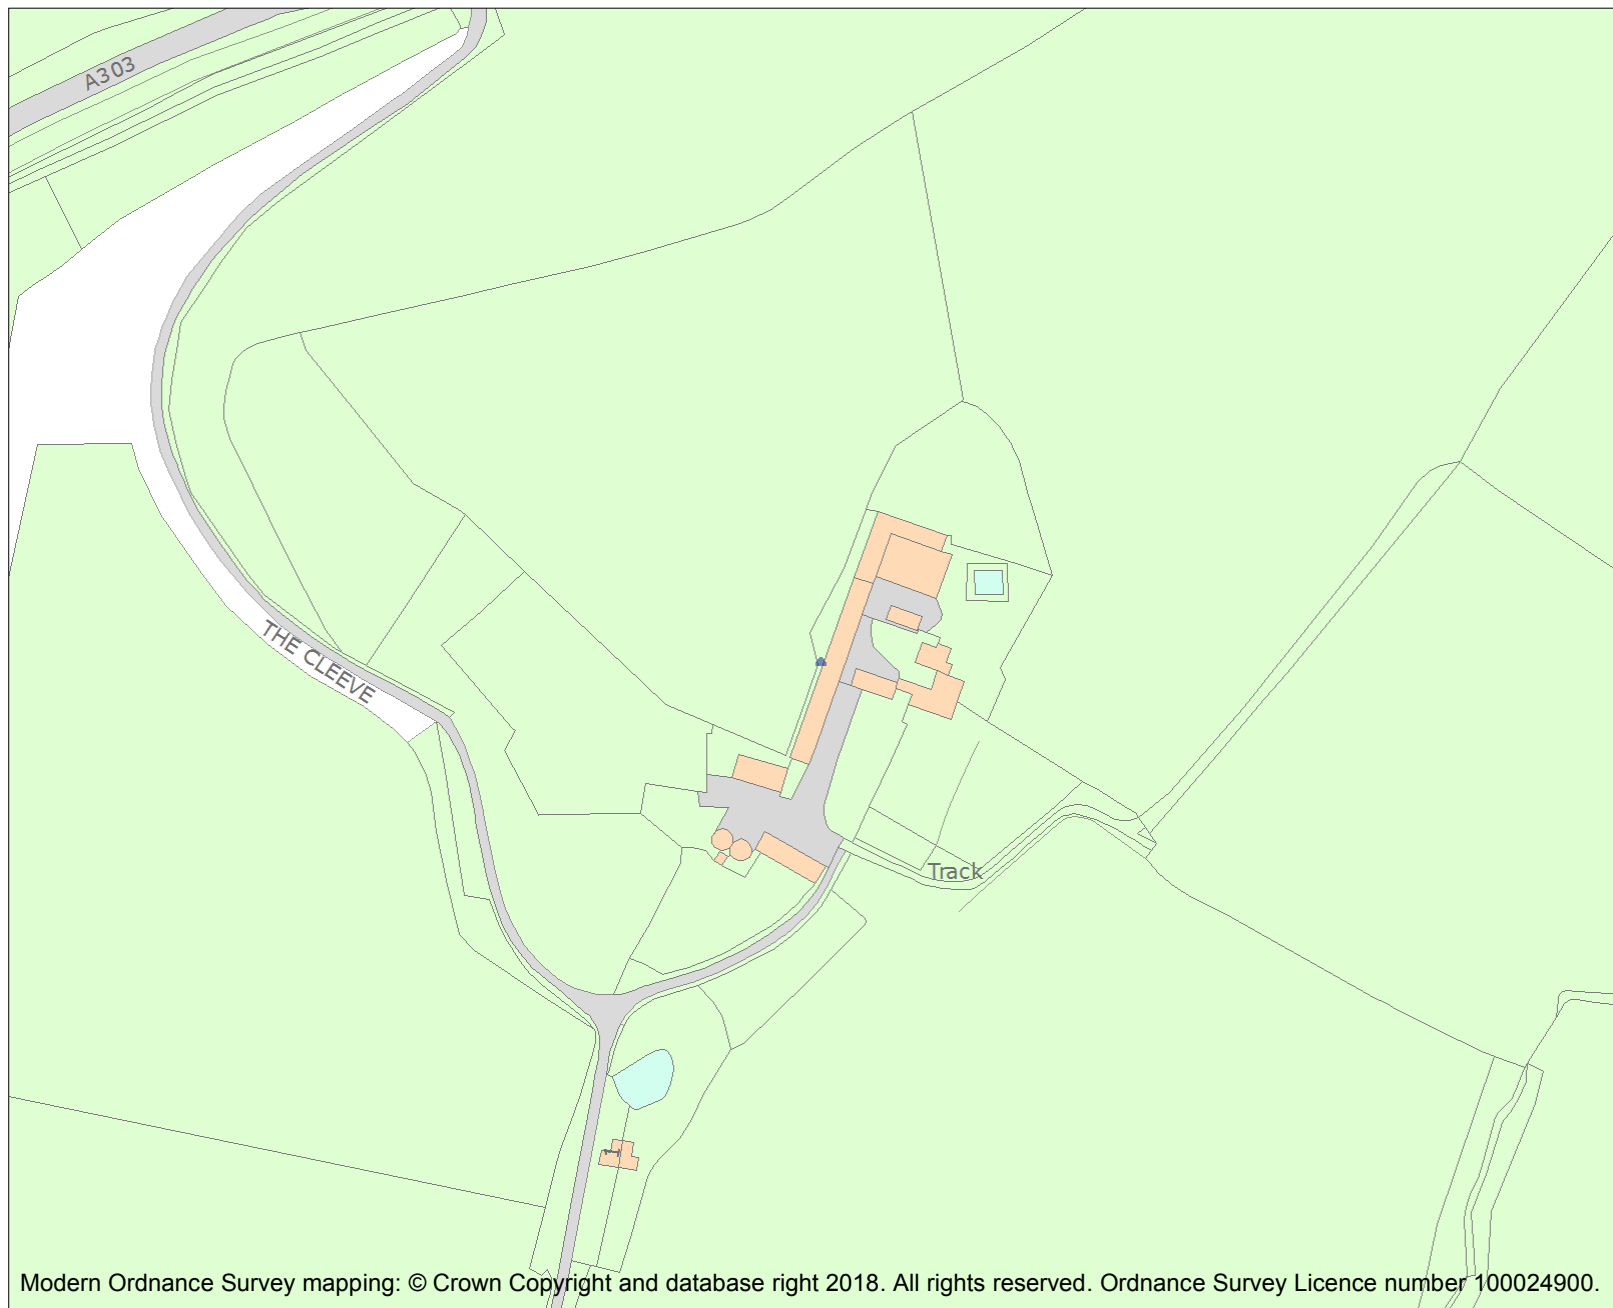 A303
THE CLEEVE
Track
1
Modern Ordnance Survey mapping: © Crown Copyright and database right 2018. All rights reserved. Ordnance Survey Licence number 100024900.